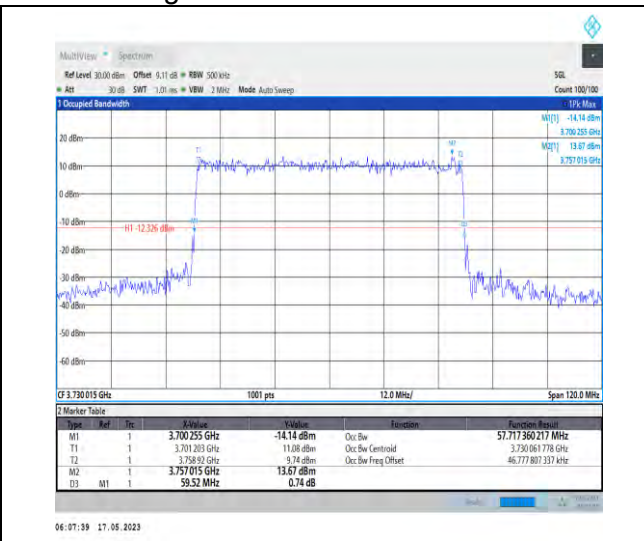 MultiView Spectrum
Ref Level 30.00 dBm Offset 9.11 dB RBW 500 kHz SGL
Att 30 dB SWT 1.01 ms VBW 2 MHz Mode Auto Sweep Count 100/100
1 Occupied Bandwidth 1Pk Max
M1[1] -14.14 dBm
3.700 255 GHz
M2[1] 13.67 dBm
3.757 015 GHz
20 dBm
M2
T1
T2
10 dBm
0 dBm
-10 dBm
H1 -12.326 dBm
-20 dBm
-30 dBm
-40 dBm
-50 dBm
-60 dBm
CF 3.730 015 GHz 1001 pts 12.0 MHz/ Span 120.0 MHz
2 Marker Table
Type Ref Trc X-Value Y-Value Function Function Result
M1 1 3.700 255 GHz -14.14 dBm Occ Bw 57.717 360 217 MHz
T1 1 3.701 203 GHz 11.08 dBm Occ Bw Centroid 3.730 061 778 GHz
T2 1 3.758 92 GHz 9.74 dBm Occ Bw Freq Offset 46.777 807 337 kHz
M2 1 3.757 015 GHz 13.67 dBm
D3 M1 1 59.52 MHz 0.74 dB
06:07:39 17.05.2023